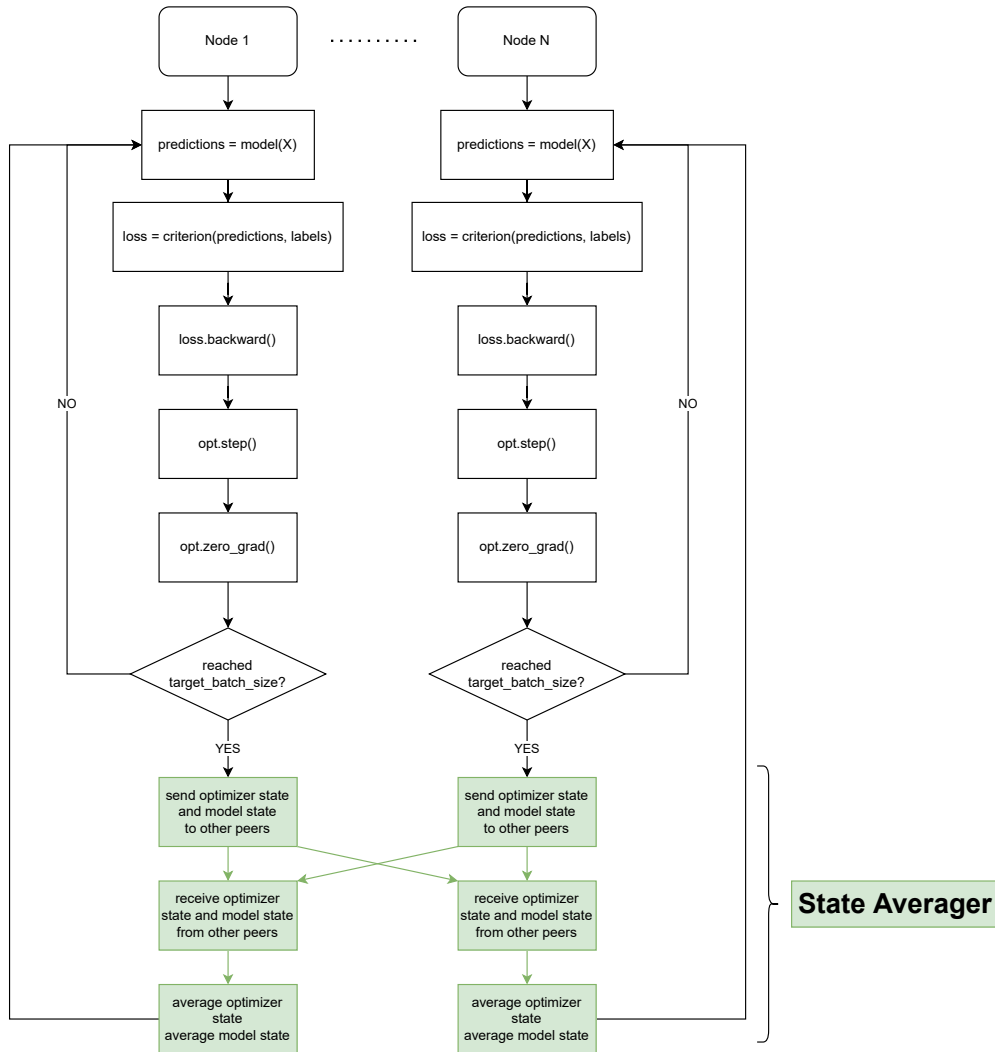 Node 1
Node N
predictions = model(X)
predictions = model(X)
loss = criterion(predictions, labels)
loss = criterion(predictions, labels)
loss.backward()
loss.backward()
NO
NO
opt.step()
opt.step()
opt.zero_grad()
opt.zero_grad()
reached
target_batch_size?
reached
target_batch_size?
YES
YES
send optimizer state
and model state
to other peers
send optimizer state
and model state
to other peers
receive optimizer
state and model state
from other peers
receive optimizer
state and model state
from other peers
State Averager
average optimizer
state
average model state
average optimizer
state
average model state